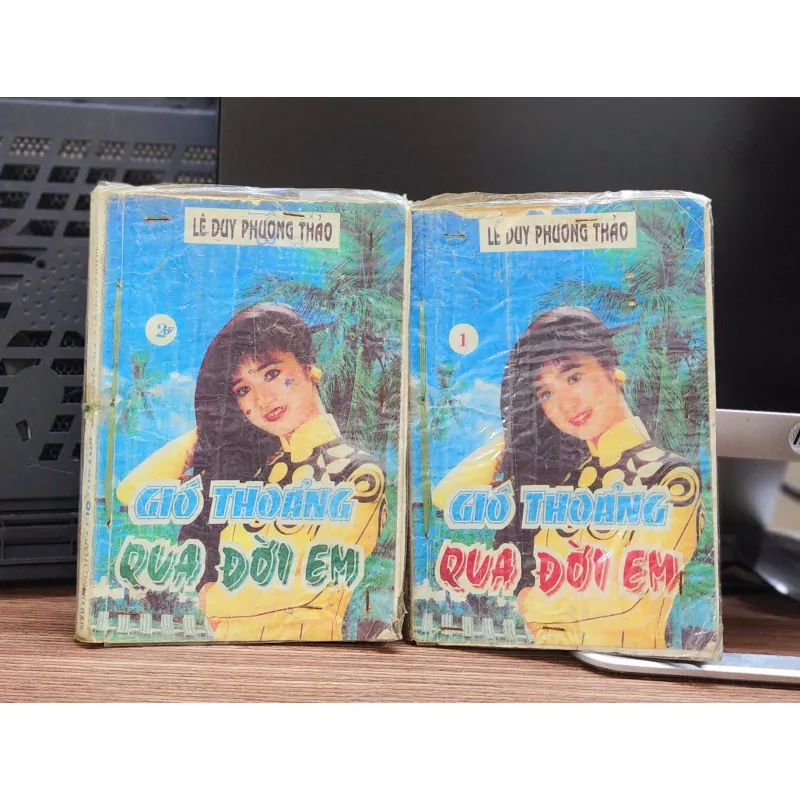 LÊ DUY PHƯƠNG THẢO
2
GIÓ THOẢNG
QUA ĐỜI EM
LÊ DUY PHƯƠNG THẢO
1
GIÓ THOẢNG
QUA ĐỜI EM